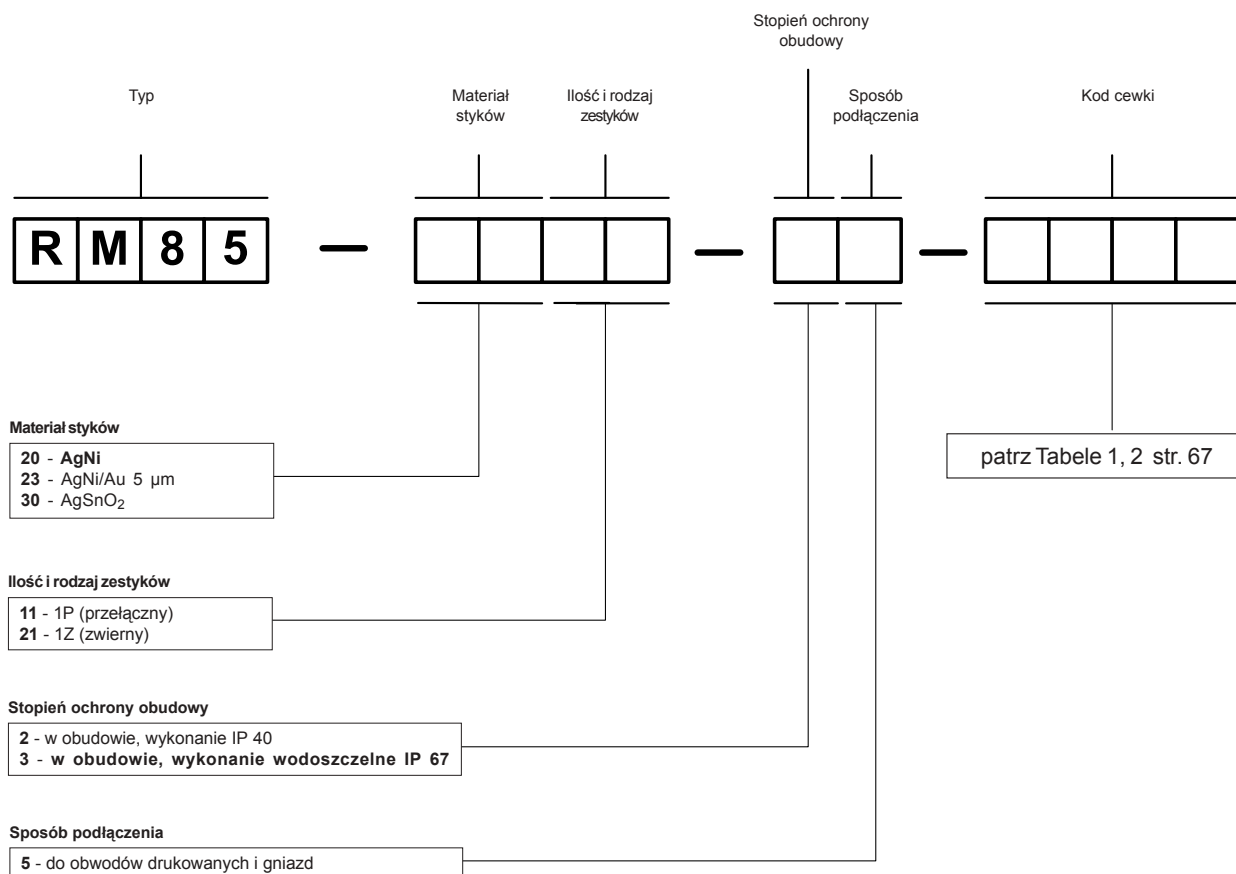 Stopień ochrony
obudowy
Typ
Materiał
styków
Ilość i rodzaj
zestyków
Sposób
podłączenia
Kod cewki
RM85 — — —
Materiał styków
20 - AgNi
23 - AgNi/Au 5 µm
30 - AgSnO₂
patrz Tabele 1, 2 str. 67
Ilość i rodzaj zestyków
11 - 1P (przełączny)
21 - 1Z (zwierny)
Stopień ochrony obudowy
2 - w obudowie, wykonanie IP 40
3 - w obudowie, wykonanie wodoszczelne IP 67
Sposób podłączenia
5 - do obwodów drukowanych i gniazd